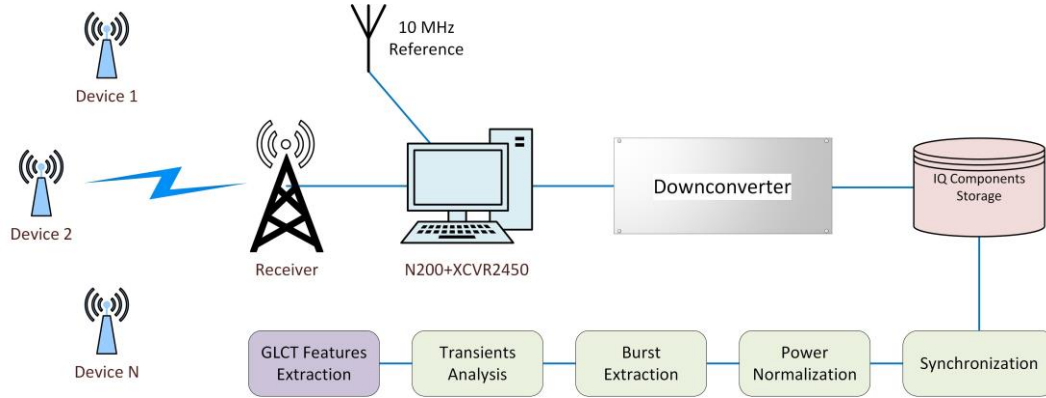 Device 1
10 MHz
Reference
Device 2
Receiver
N200+XCVR2450
Downconverter
IQ Components
Storage
Device N
GLCT Features
Extraction
Transients
Analysis
Burst
Extraction
Power
Normalization
Synchronization